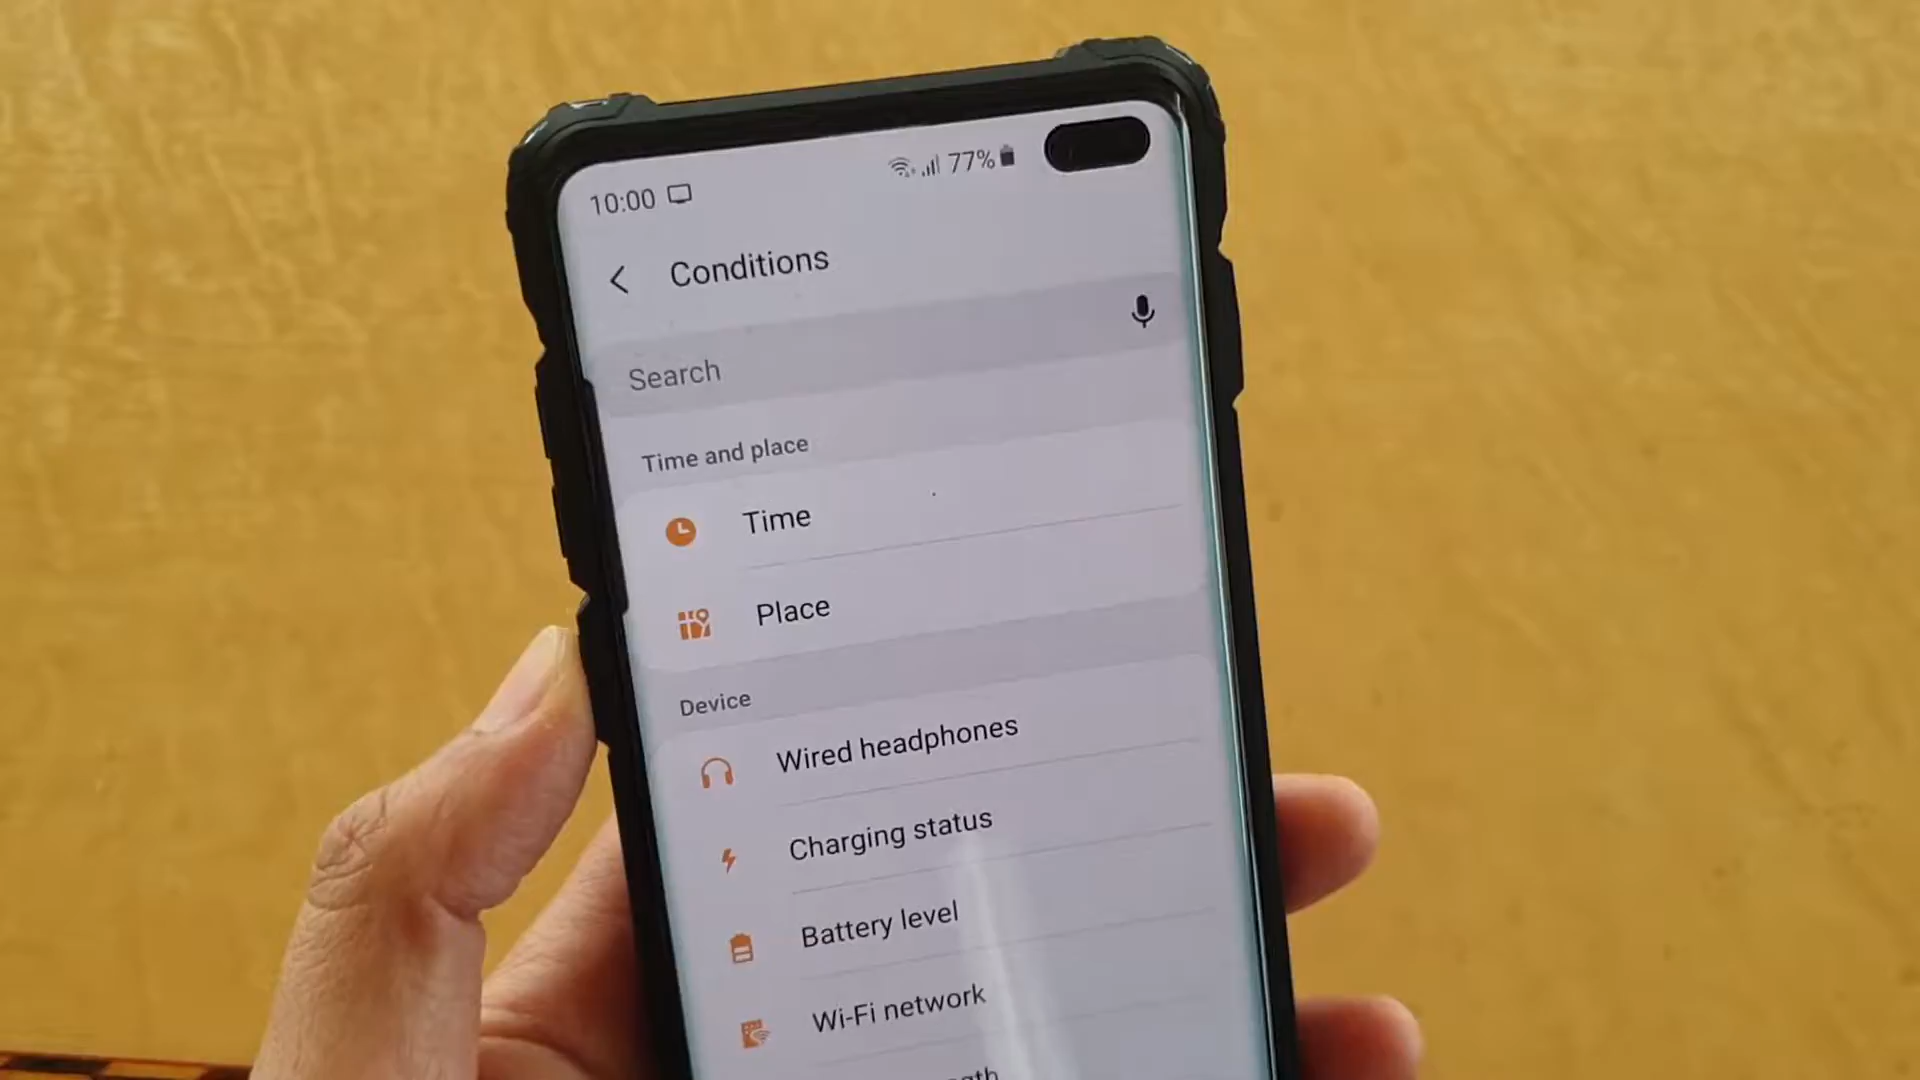 10:00 77%
Conditions
Search
Time and place
Time
Place
Device
Wired headphones
Charging status
Battery level
Wi-Fi network